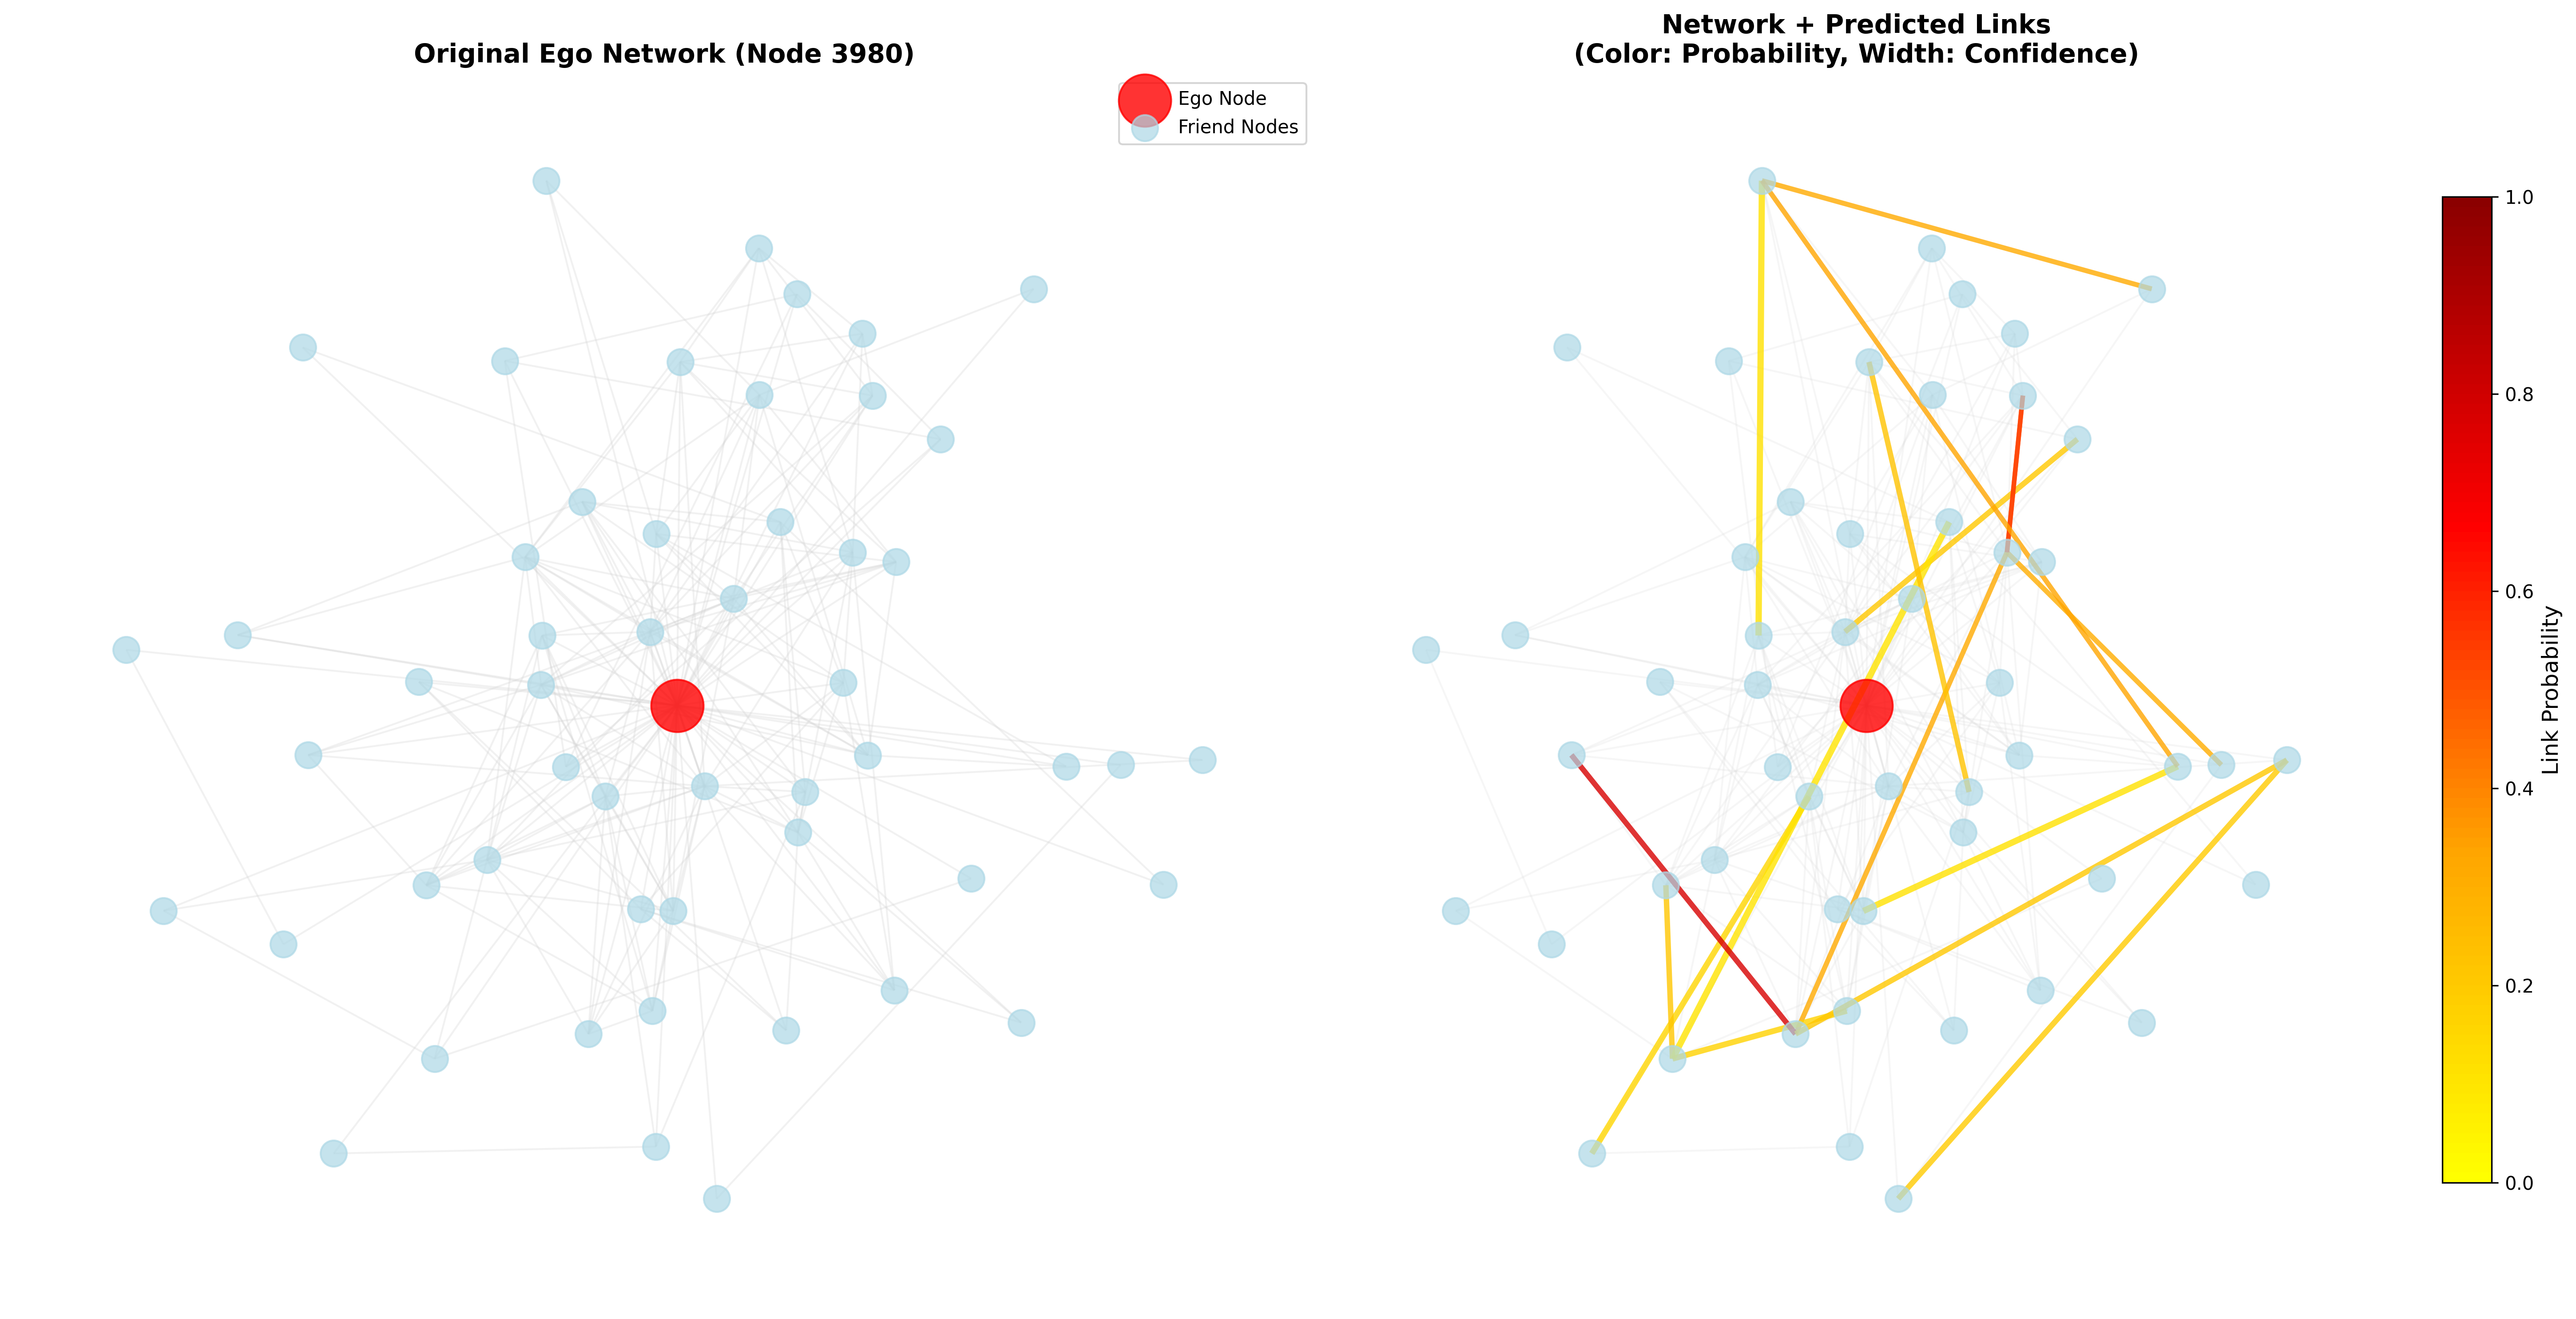 Original Ego Network (Node 3980)
Ego Node
Friend Nodes
Network + Predicted Links
(Color: Probability, Width: Confidence)
1.0
0.8
0.6
0.4
0.2
0.0
Link Probability